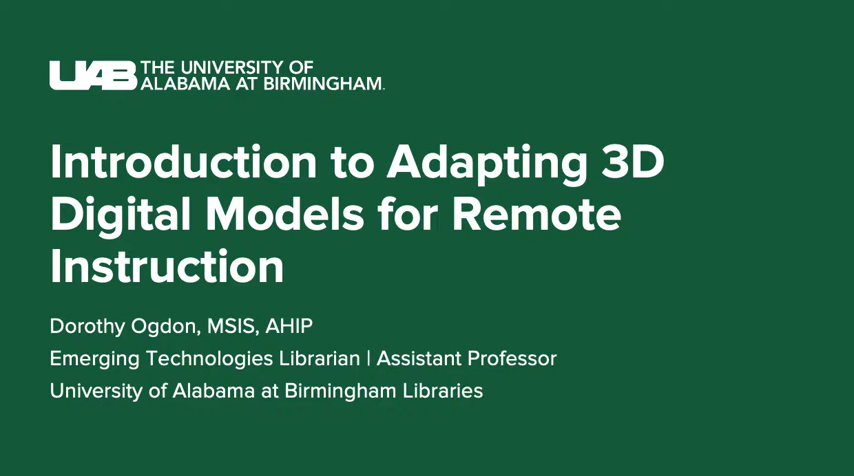 UAB THE UNIVERSITY OF
ALABAMA AT BIRMINGHAM.
Introduction to Adapting 3D
Digital Models for Remote
Instruction
Dorothy Ogdon, MSIS, AHIP
Emerging Technologies Librarian | Assistant Professor
University of Alabama at Birmingham Libraries